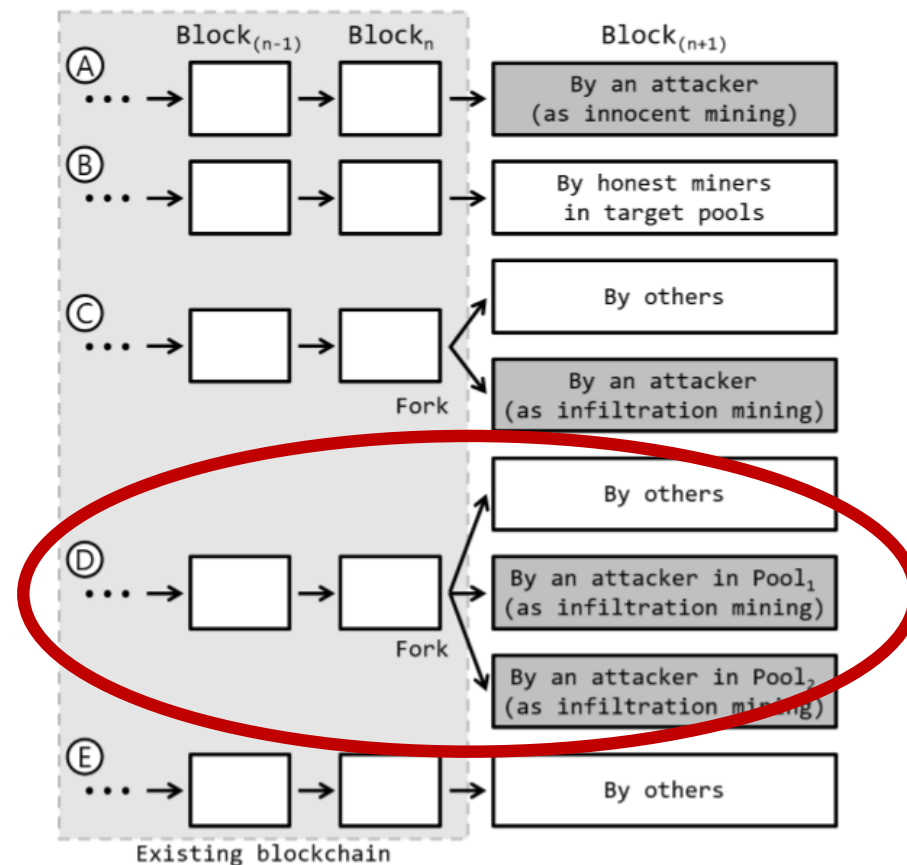 Block(n-1) Blockn Block(n+1)
A
... By an attacker
(as innocent mining)
B
... By honest miners
in target pools
C
By others
...
By an attacker
Fork (as infiltration mining)
By others
D
... By an attacker in Pool1
(as infiltration mining)
Fork
By an attacker in Pool2
(as infiltration mining)
E
... By others
Existing blockchain